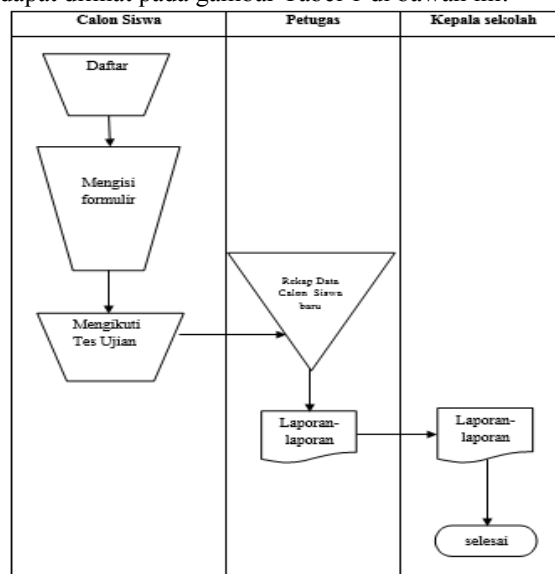 dapat dilihat pada gambar Tabel 1 di bawah ini.
Calon Siswa
Petugas
Kepala sekolah
Daftar
Mengisi
formulir
Mengikuti
Tes Ujian
Rekap Data
Calon Siswa
baru
Laporan-
laporan
Laporan-
laporan
selesai